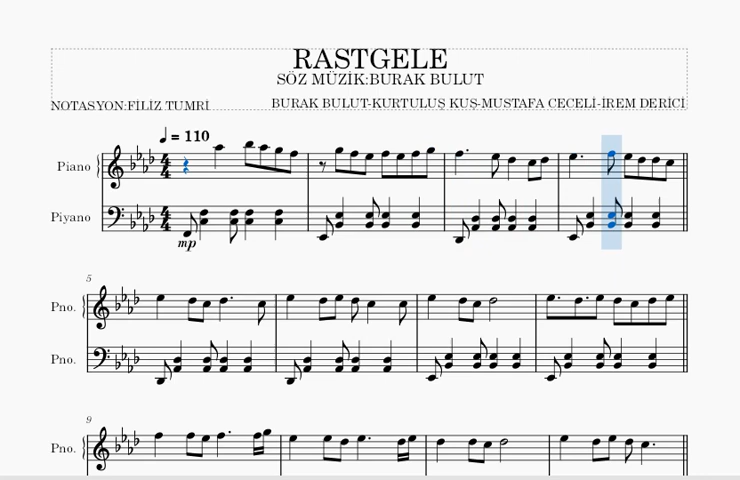 RASTGELE
SÖZ MÜZİK:BURAK BULUT
NOTASYON:FİLİZ TUMRİ
BURAK BULUT-KURTULUŞ KUŞ-MUSTAFA CECELİ-İREM DERİCİ
♩ = 110
Piano
Piyano
mp
5
Pno.
Pno.
9
Pno.